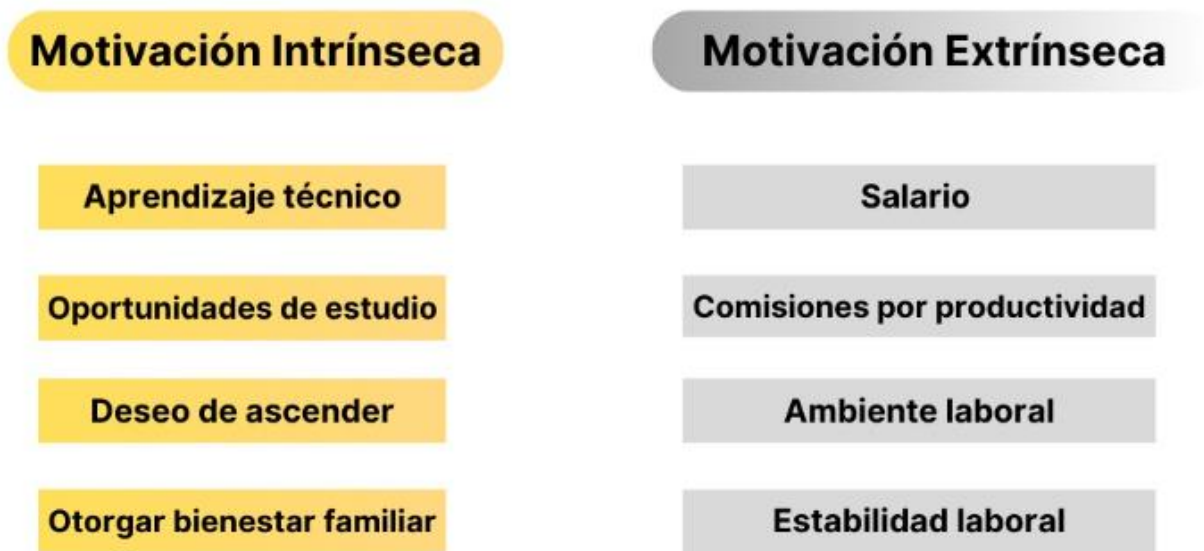 Motivación Intrínseca
Motivación Extrínseca
Aprendizaje técnico
Salario
Oportunidades de estudio
Comisiones por productividad
Deseo de ascender
Ambiente laboral
Otorgar bienestar familiar
Estabilidad laboral